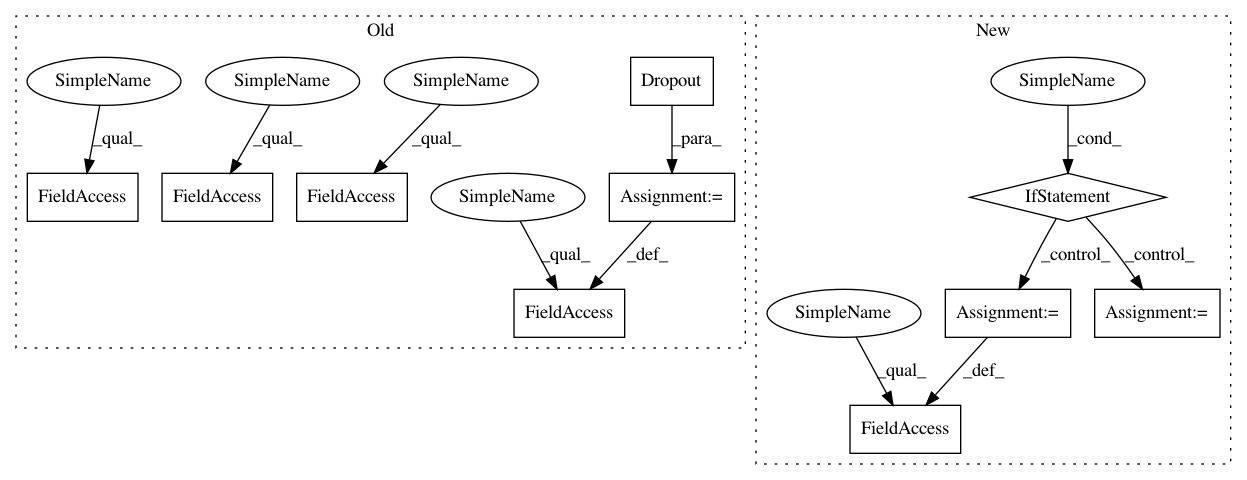 Old
New
SimpleName
SimpleName
SimpleName
Dropout
SimpleName
_qual_
_qual_
_qual_
_para_
_cond_
FieldAccess
FieldAccess
FieldAccess
SimpleName
Assignment:=
IfStatement
_qual_
_def_
_control_
_control_
FieldAccess
SimpleName
Assignment:=
Assignment:=
_qual_
_def_
FieldAccess